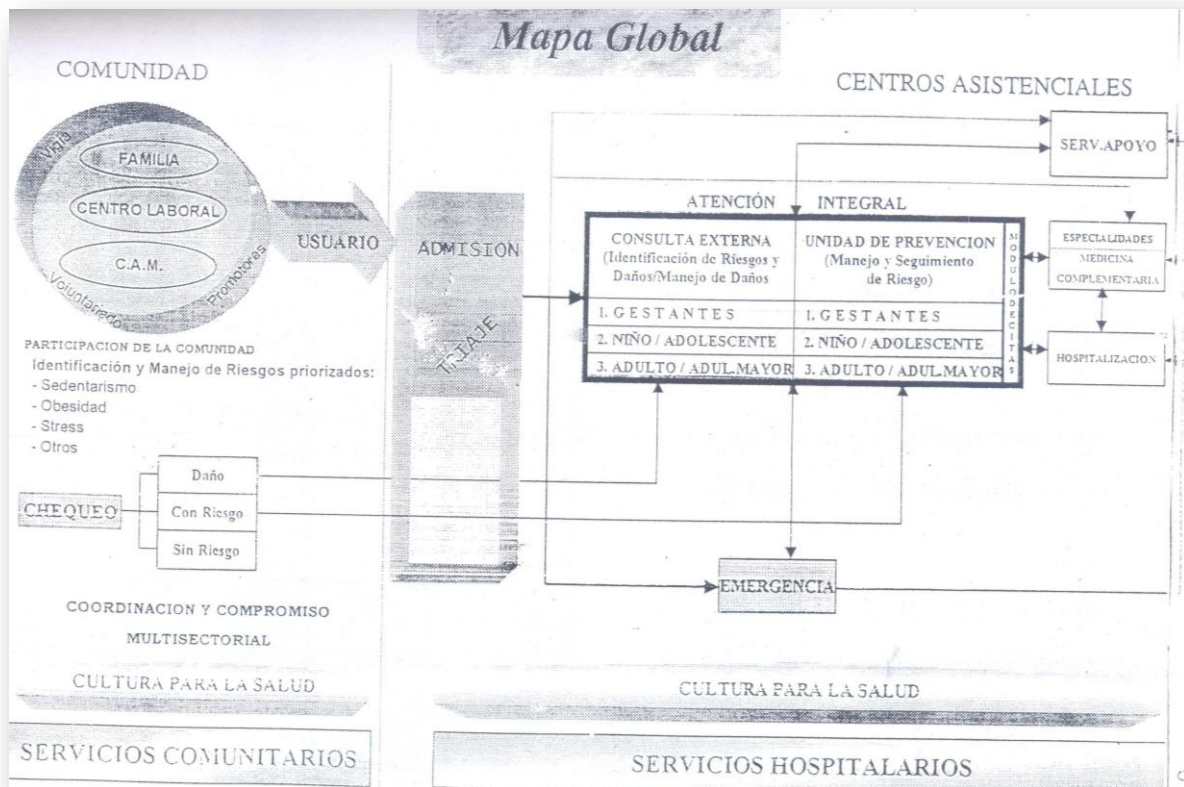 Mapa Global
COMUNIDAD
Vigia
FAMILIA
CENTRO LABORAL
C.A.M.
Voluntariado
Promotoras
USUARIO
PARTICIPACION DE LA COMUNIDAD
Identificación y Manejo de Riesgos priorizados:
- Sedentarismo
- Obesidad
- Stress
- Otros
CHEQUEO
Daño
Con Riesgo
Sin Riesgo
COORDINACION Y COMPROMISO
MULTISECTORIAL
CULTURA PARA LA SALUD
SERVICIOS COMUNITARIOS
ADMISION
TRIAJE
CENTROS ASISTENCIALES
SERV.APOYO
ATENCIÓN INTEGRAL
CONSULTA EXTERNA
(Identificación de Riesgos y
Daños/Manejo de Daños
1. GESTANTES
2. NIÑO / ADOLESCENTE
3. ADULTO / ADUL.MAYOR
UNIDAD DE PREVENCION
(Manejo y Seguimiento
de Riesgo)
1. GESTANTES
2. NIÑO / ADOLESCENTE
3. ADULTO / ADUL.MAYOR
MODULO DE CITAS
ESPECIALIDADES
MEDICINA
COMPLEMENTARIA
HOSPITALIZACION
EMERGENCIA
CULTURA PARA LA SALUD
SERVICIOS HOSPITALARIOS